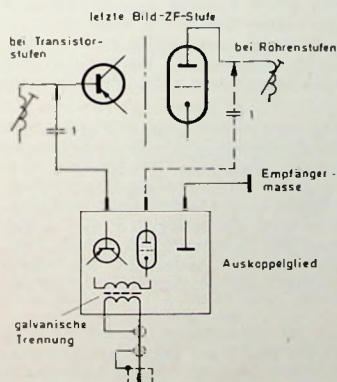 letzte Bild-ZF-Stufe
bei Transistor-
stufen
bei Röhrenstufen
1
1
Empfänger-
masse
Auskoppelglied
galvanische
Trennung